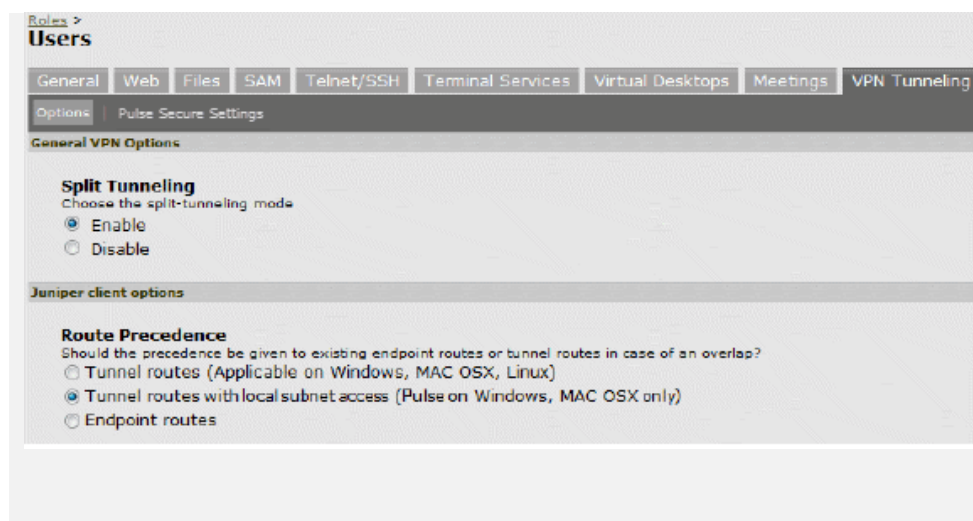 Roles >
Users
General Web Files SAM Telnet/SSH Terminal Services Virtual Desktops Meetings VPN Tunneling
Options | Pulse Secure Settings
General VPN Options
Split Tunneling
Choose the split-tunneling mode
Enable
Disable
Juniper client options
Route Precedence
Should the precedence be given to existing endpoint routes or tunnel routes in case of an overlap?
Tunnel routes (Applicable on Windows, MAC OSX, Linux)
Tunnel routes with local subnet access (Pulse on Windows, MAC OSX only)
Endpoint routes